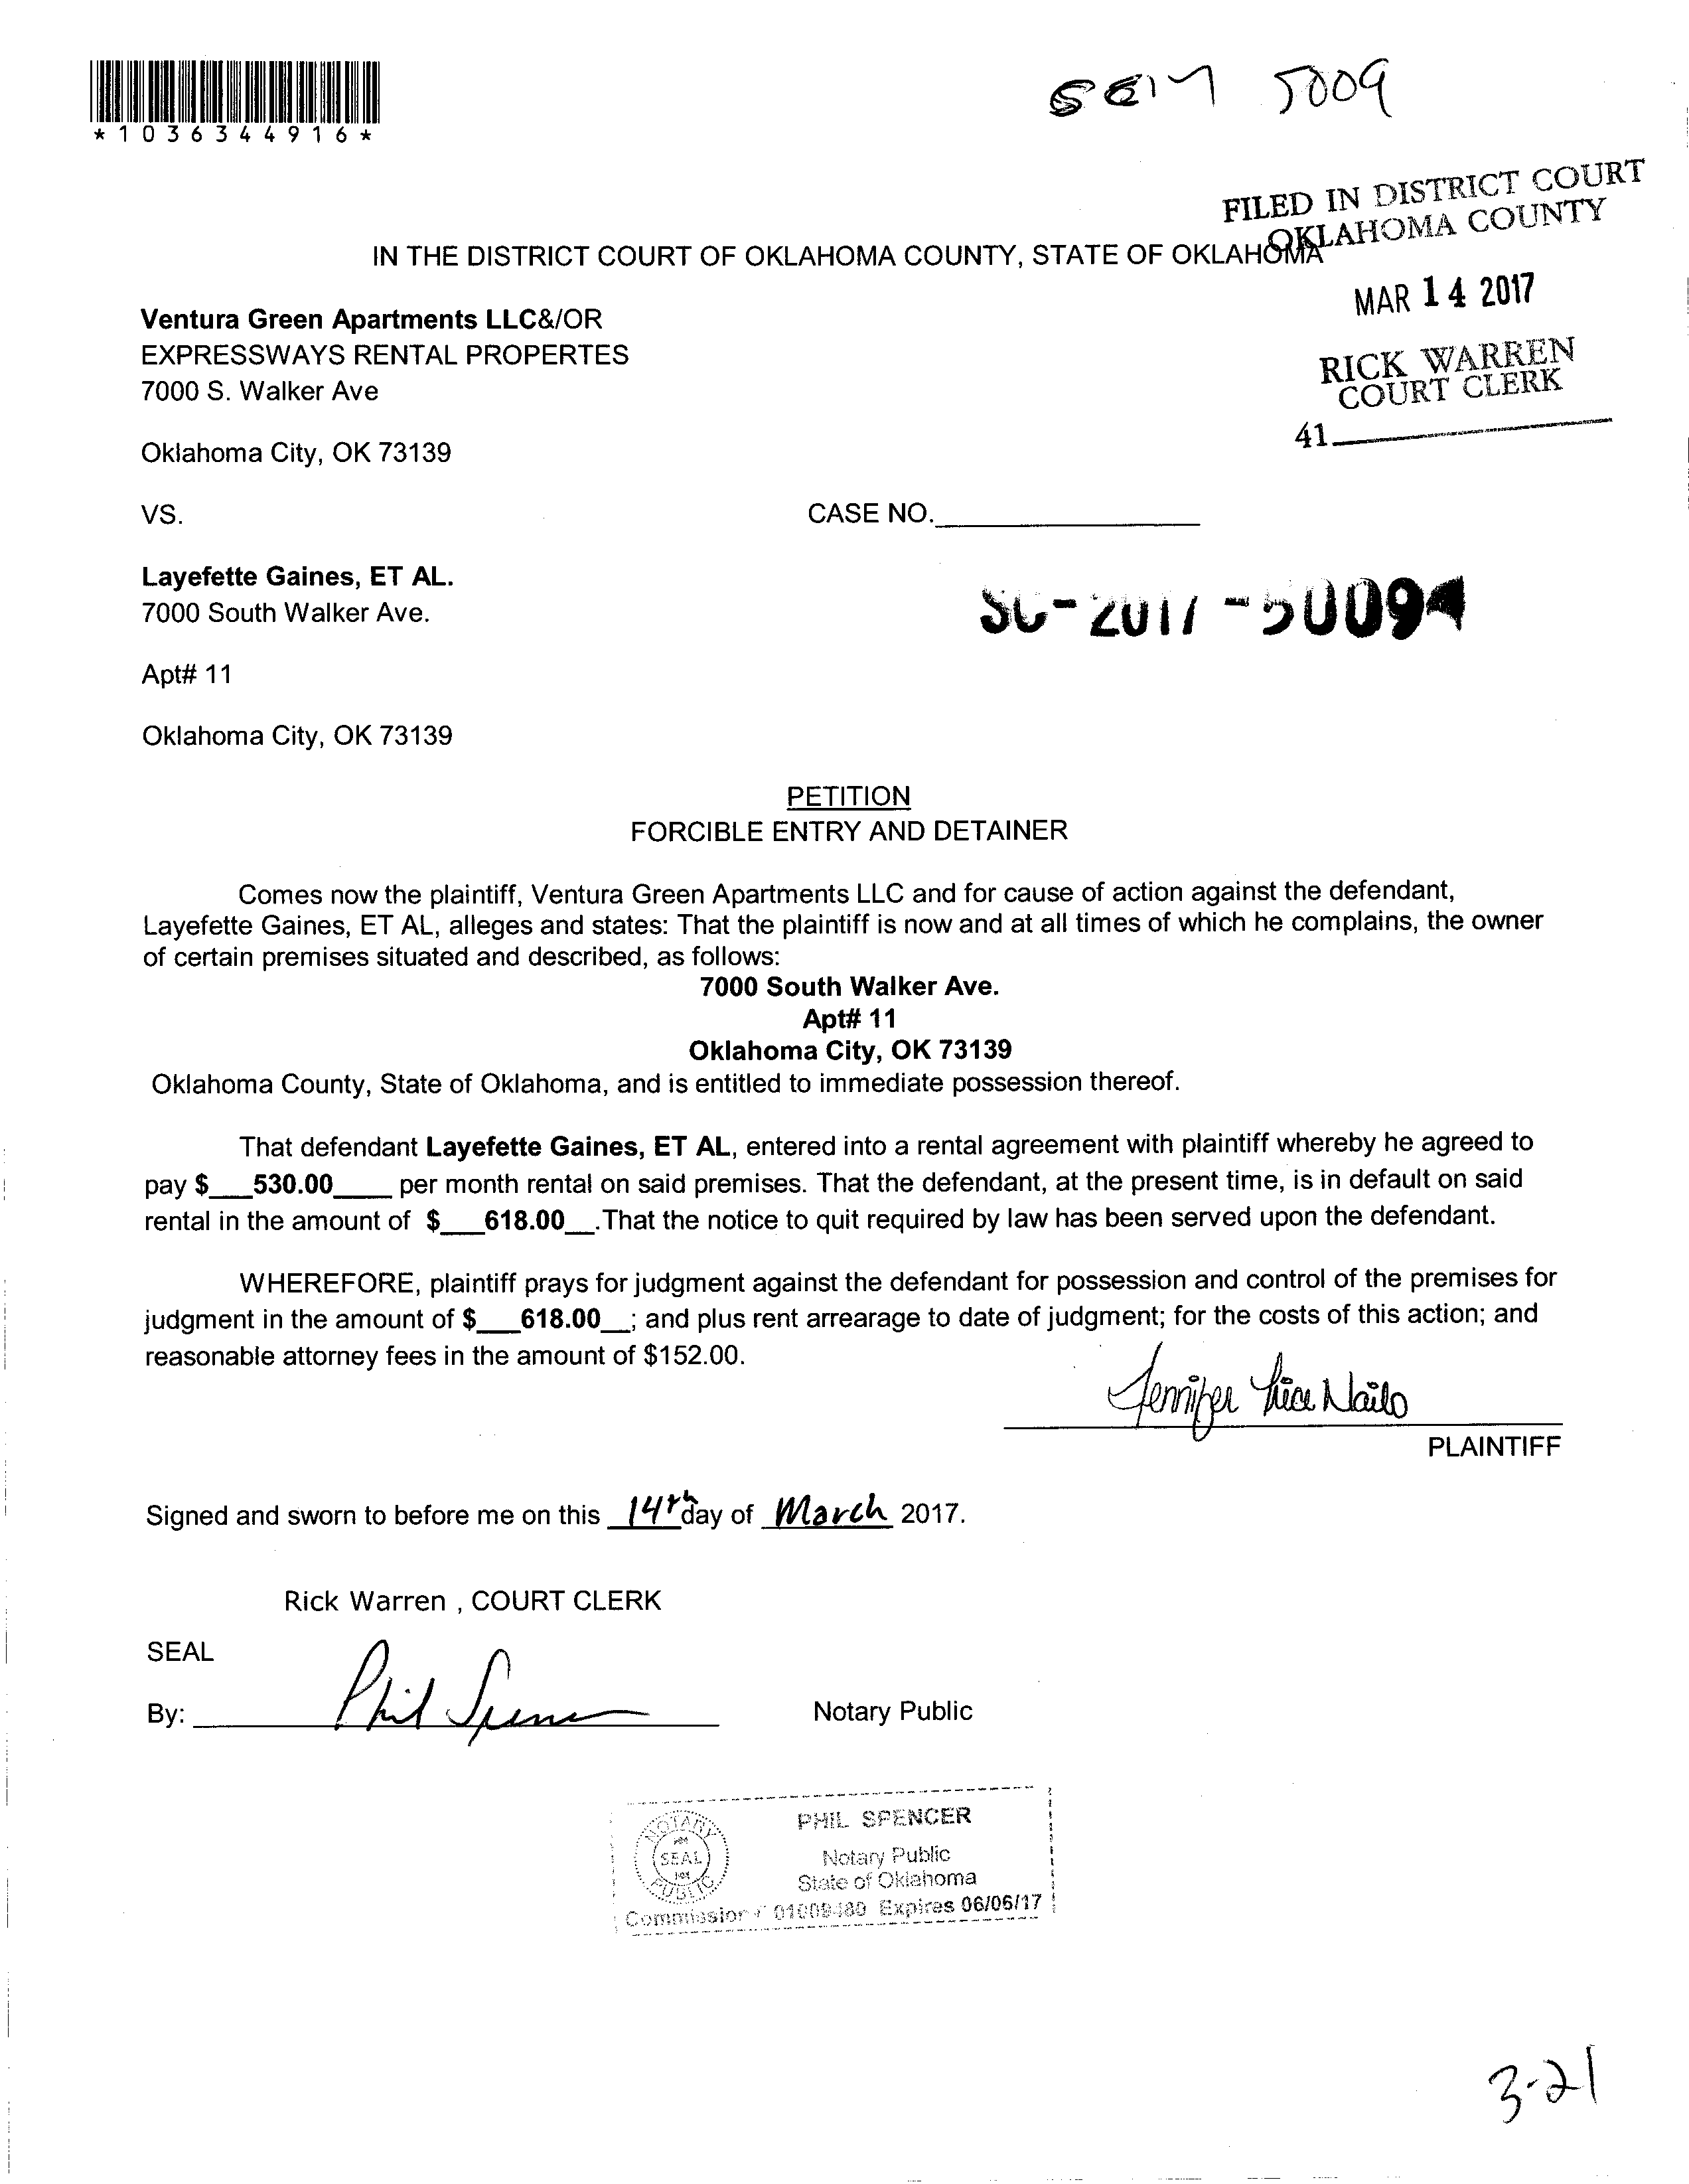 *1036344916*
5009
FILED IN DISTRICT COURT
OKLAHOMA COUNTY
IN THE DISTRICT COURT OF OKLAHOMA COUNTY, STATE OF OKLAHOMA
MAR 14 2017
Ventura Green Apartments LLC&/OR
EXPRESSWAYS RENTAL PROPERTES
RICK WARREN
COURT CLERK
7000 S. Walker Ave
41
Oklahoma City, OK 73139
VS.
CASE NO.
Layefette Gaines, ET AL.
7000 South Walker Ave.
SC-2017-5009
Apt# 11
Oklahoma City, OK 73139
PETITION
FORCIBLE ENTRY AND DETAINER
Comes now the plaintiff, Ventura Green Apartments LLC and for cause of action against the defendant,
Layefette Gaines, ET AL, alleges and states: That the plaintiff is now and at all times of which he complains, the owner
of certain premises situated and described, as follows:
7000 South Walker Ave.
Apt# 11
Oklahoma City, OK 73139
Oklahoma County, State of Oklahoma, and is entitled to immediate possession thereof.
That defendant Layefette Gaines, ET AL, entered into a rental agreement with plaintiff whereby he agreed to
pay $___530.00____ per month rental on said premises. That the defendant, at the present time, is in default on said
rental in the amount of $___618.00__.That the notice to quit required by law has been served upon the defendant.
WHEREFORE, plaintiff prays for judgment against the defendant for possession and control of the premises for
judgment in the amount of $___618.00__; and plus rent arrearage to date of judgment; for the costs of this action; and
reasonable attorney fees in the amount of $152.00.
Jennifer
PLAINTIFF
Signed and sworn to before me on this 14th day of March 2017.
Rick Warren , COURT CLERK
SEAL
By: Phil Spencer Notary Public
NOTARY
SEAL
PUBLIC
PHIL SPENCER
Notary Public
State of Oklahoma
Commission # Expires 06/06/17
3-21